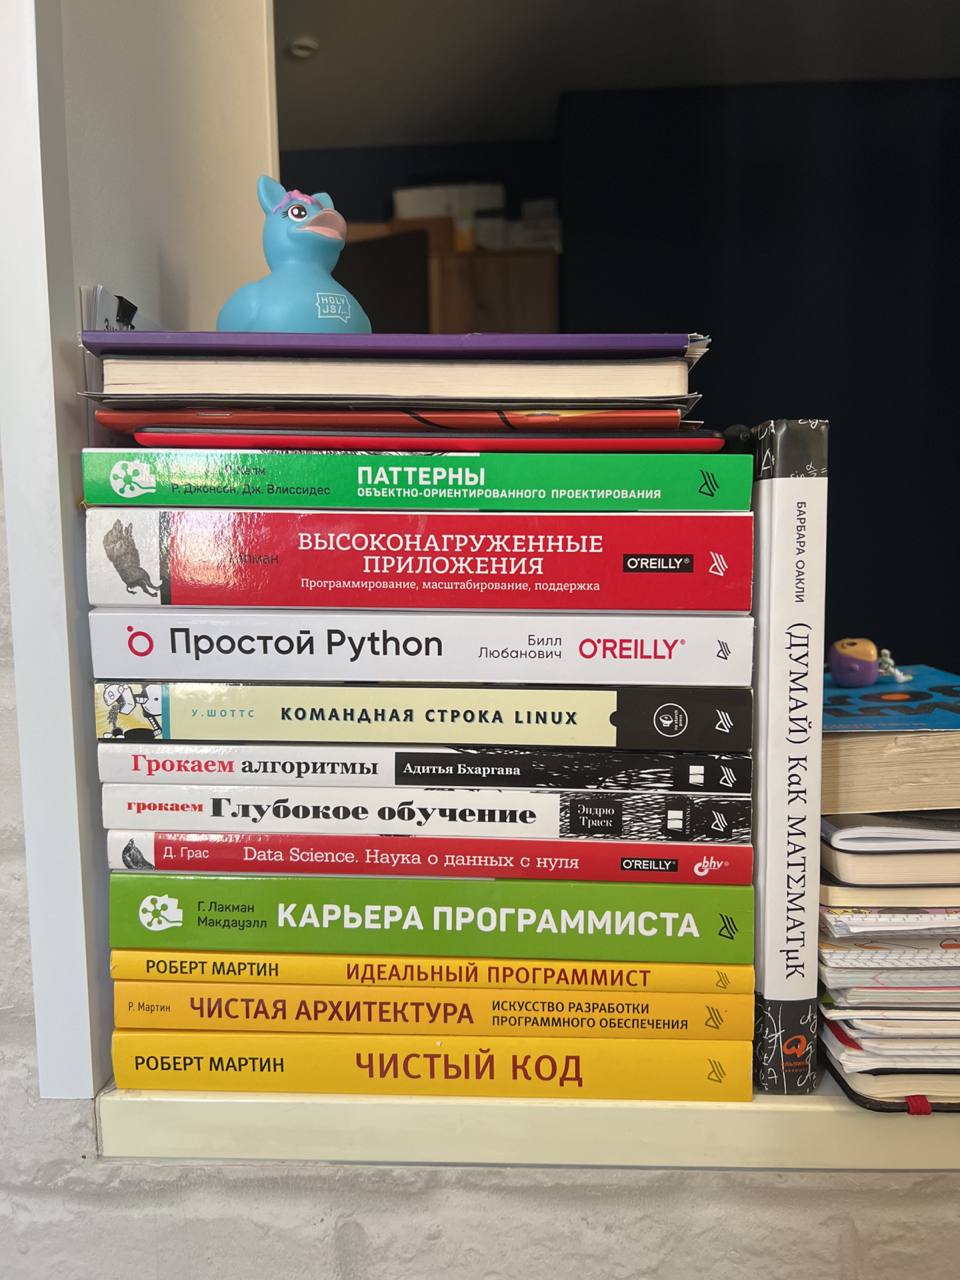 HOLY
JS/...
Р. Джонсон, Дж. Влиссидес
ПАТТЕРНЫ
ОБЪЕКТНО-ОРИЕНТИРОВАННОГО ПРОЕКТИРОВАНИЯ
ВЫСОКОНАГРУЖЕННЫЕ
ПРИЛОЖЕНИЯ
Программирование, масштабирование, поддержка
O'REILLY®
Простой Python
Билл
Любанович
O'REILLY®
У. ШОТТС
КОМАНДНАЯ СТРОКА LINUX
Грокаем алгоритмы
Адитья Бхаргава
грокаем Глубокое обучение
Эндрю
Траск
Д. Грас
Data Science. Наука о данных с нуля
O'REILLY®
bhv®
Г. Лакман
Макдауэлл
КАРЬЕРА ПРОГРАММИСТА
РОБЕРТ МАРТИН
ИДЕАЛЬНЫЙ ПРОГРАММИСТ
Р. Мартин
ЧИСТАЯ АРХИТЕКТУРА
ИСКУССТВО РАЗРАБОТКИ
ПРОГРАММНОГО ОБЕСПЕЧЕНИЯ
РОБЕРТ МАРТИН
ЧИСТЫЙ КОД
БАРБАРА ОАКЛИ
(ДУМАЙ) КαК МАТΣМАТμК